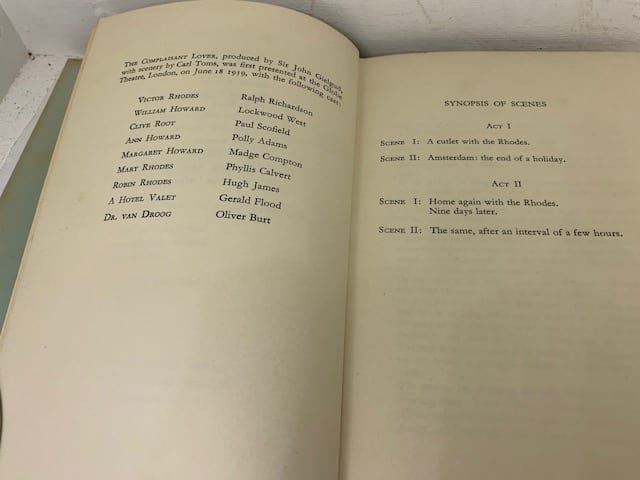 THE COMPLAISANT LOVER, produced by Sir John Gielgud,
with scenery by Carl Toms, was first presented at the Globe
Theatre, London, on June 18 1959, with the following cast:
VICTOR RHODES Ralph Richardson
WILLIAM HOWARD Lockwood West
CLIVE ROOT Paul Scofield
ANN HOWARD Polly Adams
MARGARET HOWARD Madge Compton
MARY RHODES Phyllis Calvert
ROBIN RHODES Hugh James
A HOTEL VALET Gerald Flood
DR. VAN DROOG Oliver Burt
SYNOPSIS OF SCENES
ACT I
SCENE I: A cutlet with the Rhodes.
SCENE II: Amsterdam: the end of a holiday.
ACT II
SCENE I: Home again with the Rhodes.
Nine days later.
SCENE II: The same, after an interval of a few hours.